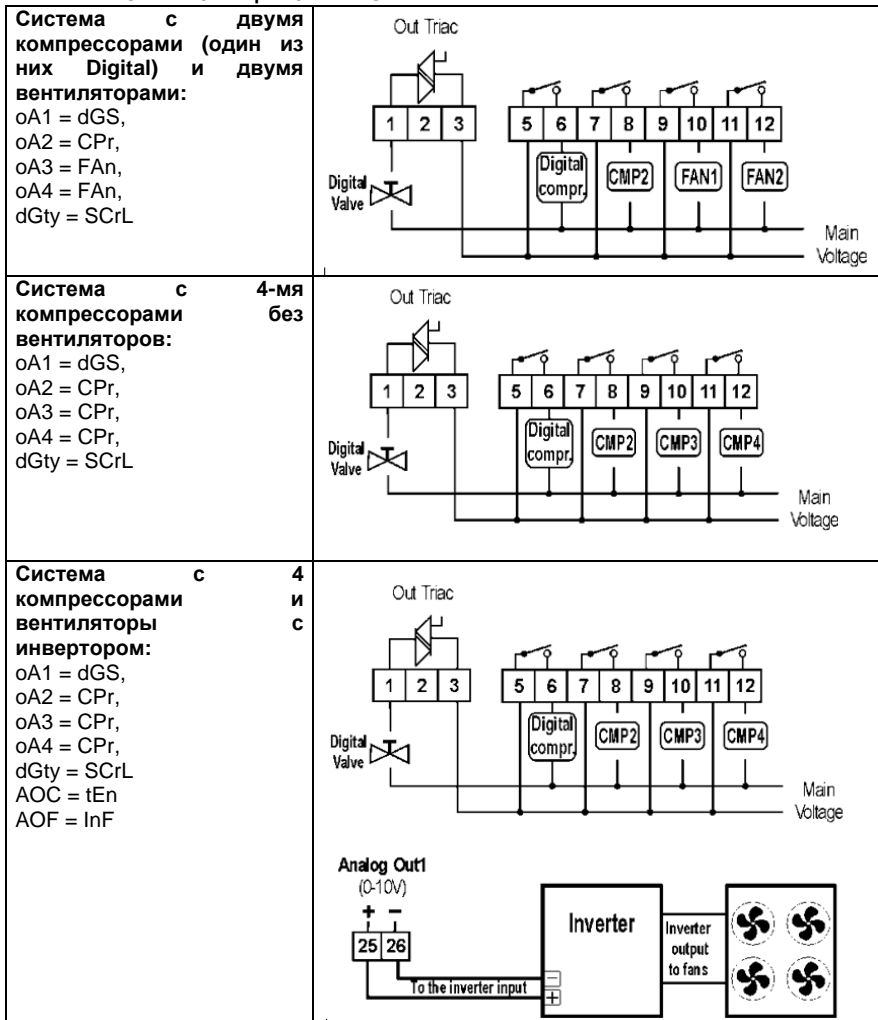 Система с двумя
компрессорами (один из
них Digital) и двумя
вентиляторами:
oA1 = dGS,
oA2 = CPr,
oA3 = FAn,
oA4 = FAn,
dGty = SCrL
Out Triac
1 2 3 5 6 7 8 9 10 11 12
Digital
Valve
Digital
compr.
CMP2 FAN1 FAN2
Main
Voltage
Система с 4-мя
компрессорами без
вентиляторов:
oA1 = dGS,
oA2 = CPr,
oA3 = CPr,
oA4 = CPr,
dGty = SCrL
Out Triac
1 2 3 5 6 7 8 9 10 11 12
Digital
Valve
Digital
compr.
CMP2 CMP3 CMP4
Main
Voltage
Система с 4
компрессорами и
вентиляторы с
инвертором:
oA1 = dGS,
oA2 = CPr,
oA3 = CPr,
oA4 = CPr,
dGty = SCrL
AOC = tEn
AOF = InF
Out Triac
1 2 3 5 6 7 8 9 10 11 12
Digital
Valve
Digital
compr.
CMP2 CMP3 CMP4
Main
Voltage
Analog Out1
(0-10V)
+ −
25 26
To the inverter input
−
+
Inverter
Inverter
output
to fans